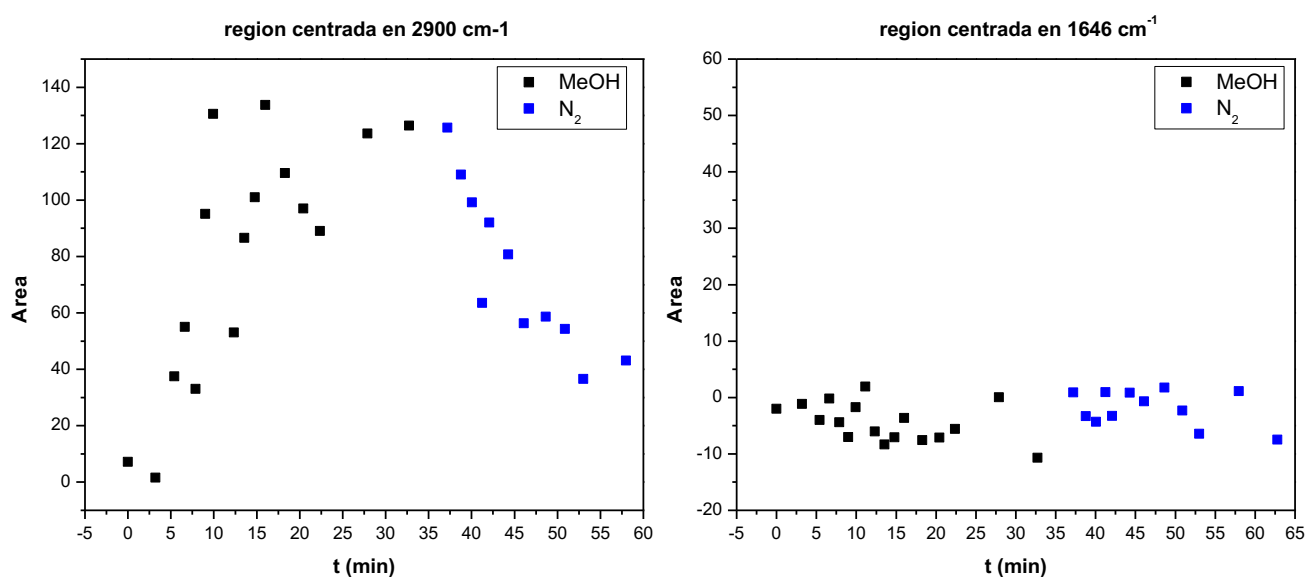 region centrada en 2900 cm-1
140
120
100
80
60
40
20
0
Area
-5 0 5 10 15 20 25 30 35 40 45 50 55 60
t (min)
MeOH
N2
region centrada en 1646 cm-1
60
50
40
30
20
10
0
-10
-20
Area
-5 0 5 10 15 20 25 30 35 40 45 50 55 60 65
t (min)
MeOH
N2